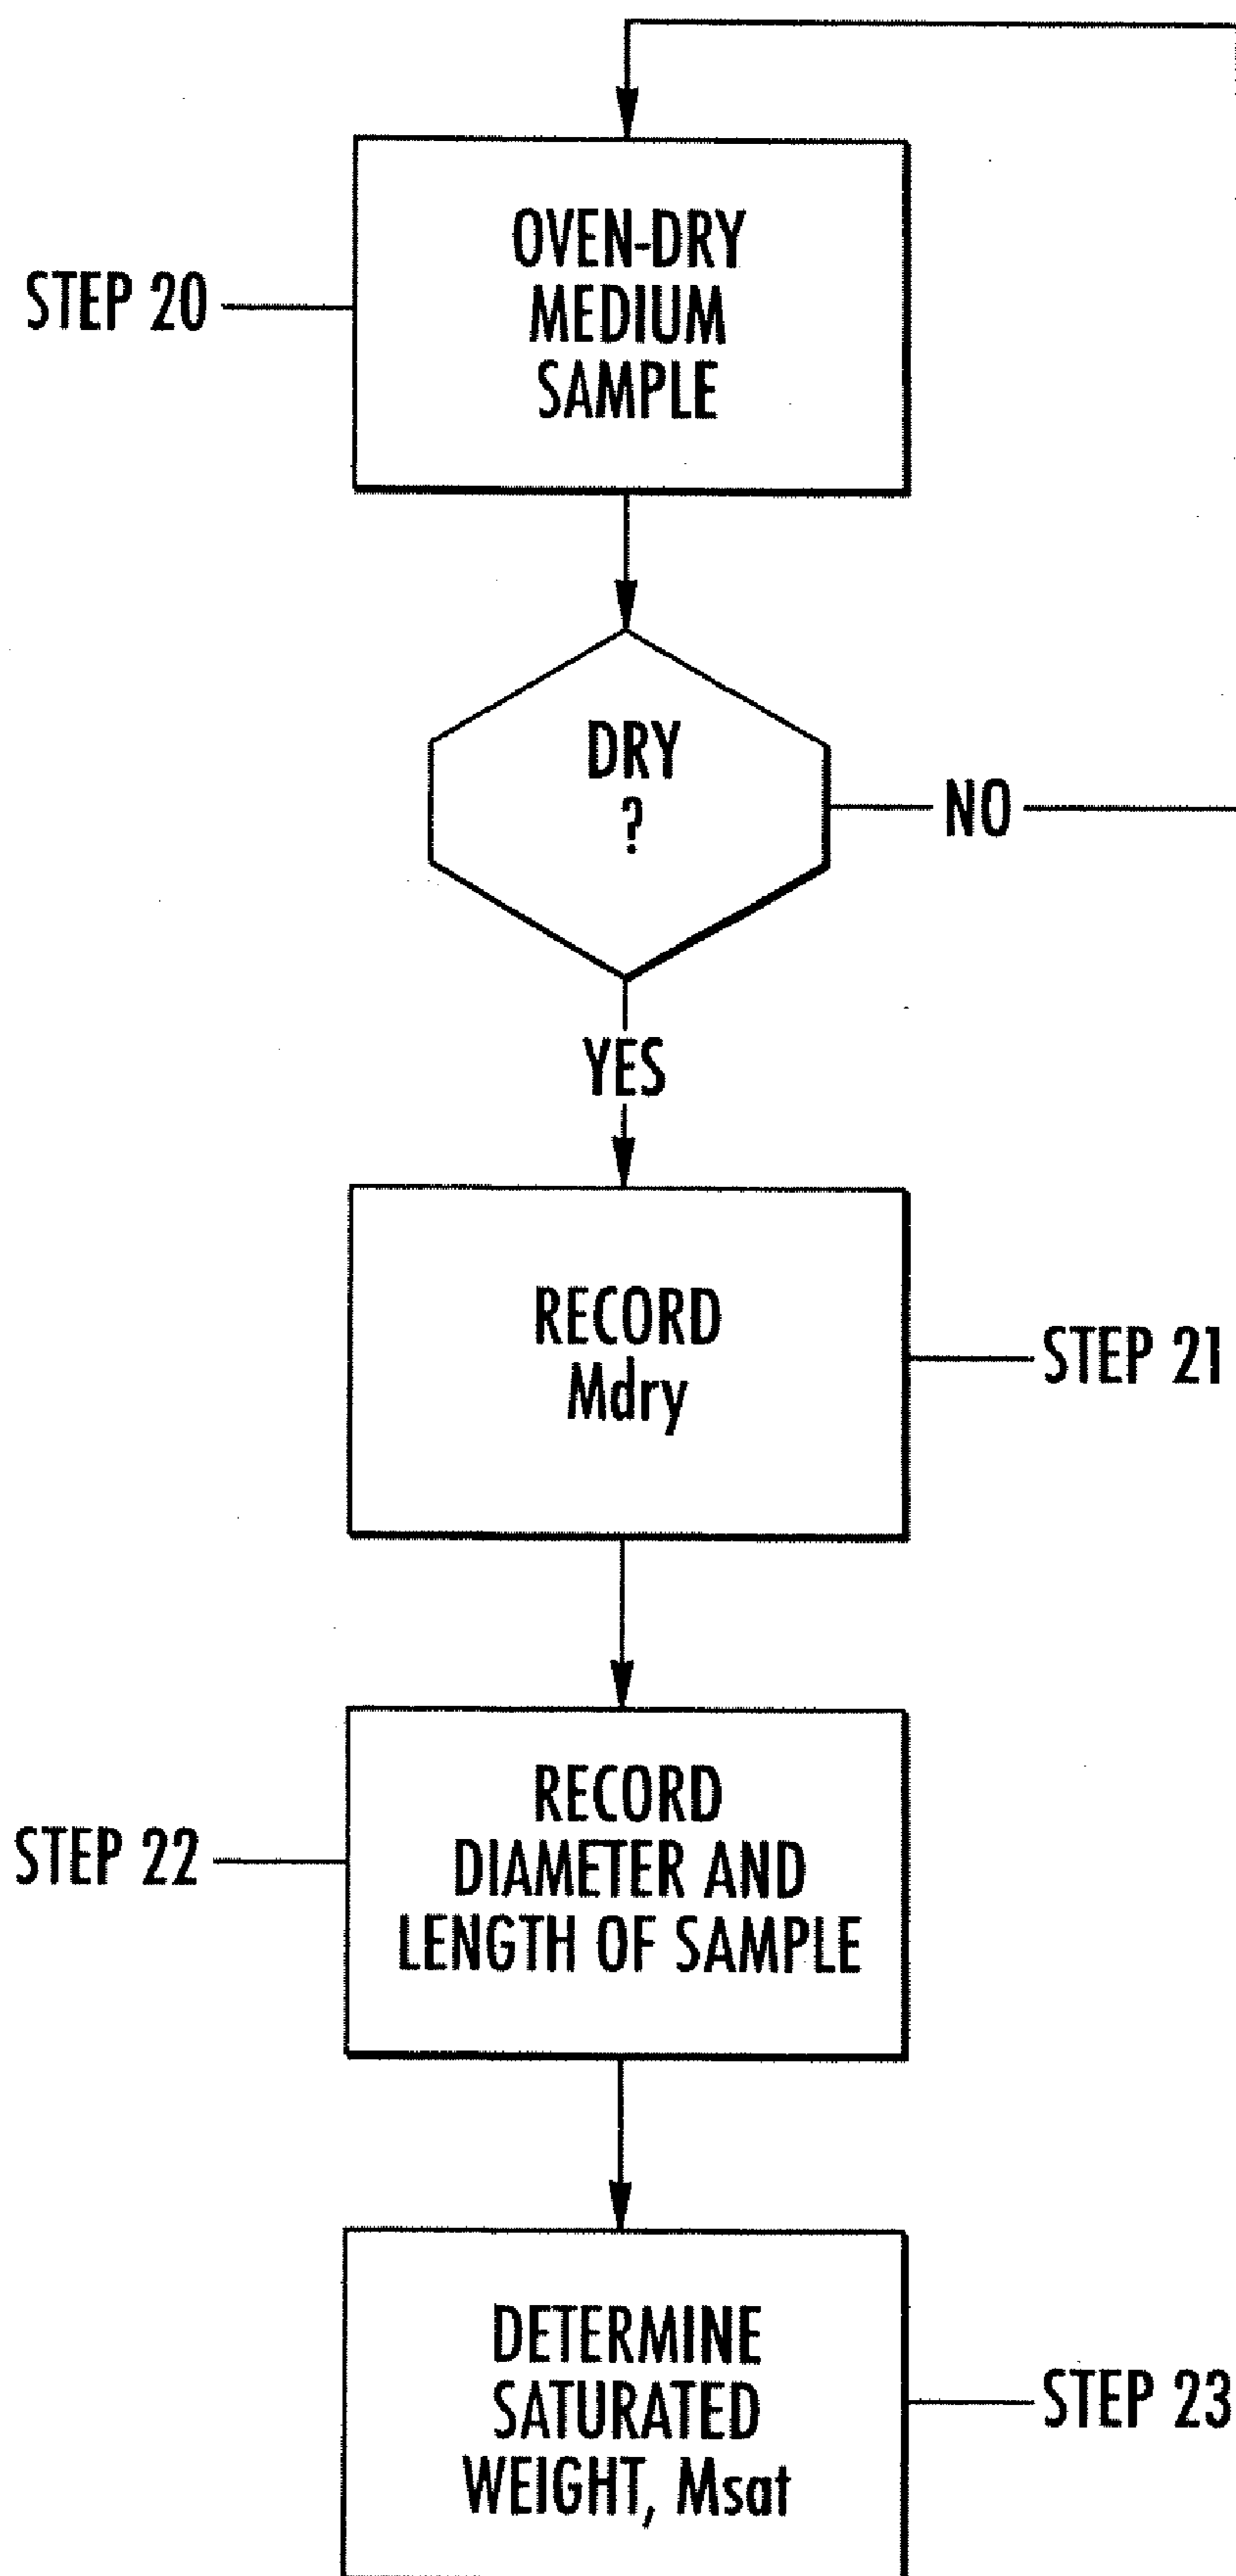 STEP 20
OVEN-DRY
MEDIUM
SAMPLE
DRY
?
NO
YES
RECORD
Mdry
STEP 21
STEP 22
RECORD
DIAMETER AND
LENGTH OF SAMPLE
DETERMINE
SATURATED
WEIGHT, Msat
STEP 23